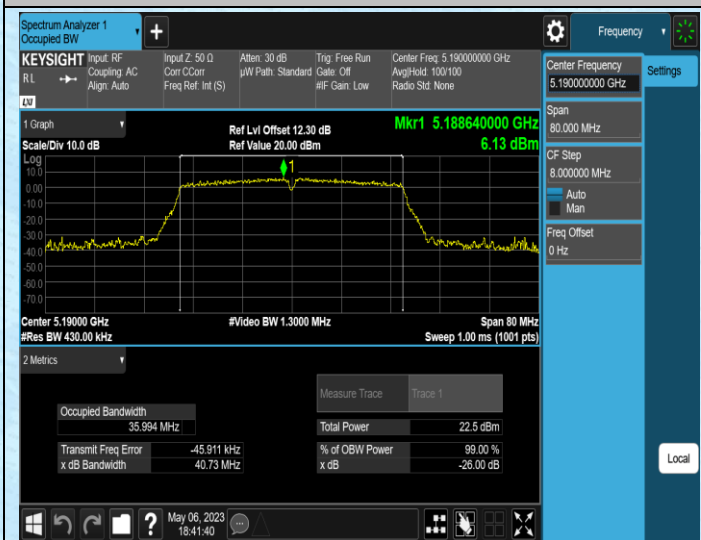 Spectrum Analyzer 1
Occupied BW
Frequency
KEYSIGHT
RL
Input: RF
Coupling: AC
Align: Auto
Input Z: 50 Ω
Corr CCorr
Freq Ref: Int (S)
Atten: 30 dB
µW Path: Standard
Trig: Free Run
Gate: Off
#IF Gain: Low
Center Freq: 5.190000000 GHz
Avg|Hold: 100/100
Radio Std: None
LXI
Center Frequency
5.190000000 GHz
Settings
Span
80.000 MHz
CF Step
8.000000 MHz
Auto
Man
Freq Offset
0 Hz
Local
1 Graph
Scale/Div 10.0 dB
Ref Lvl Offset 12.30 dB
Ref Value 20.00 dBm
Mkr1 5.188640000 GHz
6.13 dBm
Log
10.0
0.00
-10.0
-20.0
-30.0
-40.0
-50.0
-60.0
-70.0
1
Center 5.19000 GHz
#Res BW 430.00 kHz
#Video BW 1.3000 MHz
Span 80 MHz
Sweep 1.00 ms (1001 pts)
2 Metrics
Measure Trace
Trace 1
Occupied Bandwidth
35.994 MHz
Total Power
22.5 dBm
Transmit Freq Error
-45.911 kHz
% of OBW Power
99.00 %
x dB Bandwidth
40.73 MHz
x dB
-26.00 dB
May 06, 2023
18:41:40